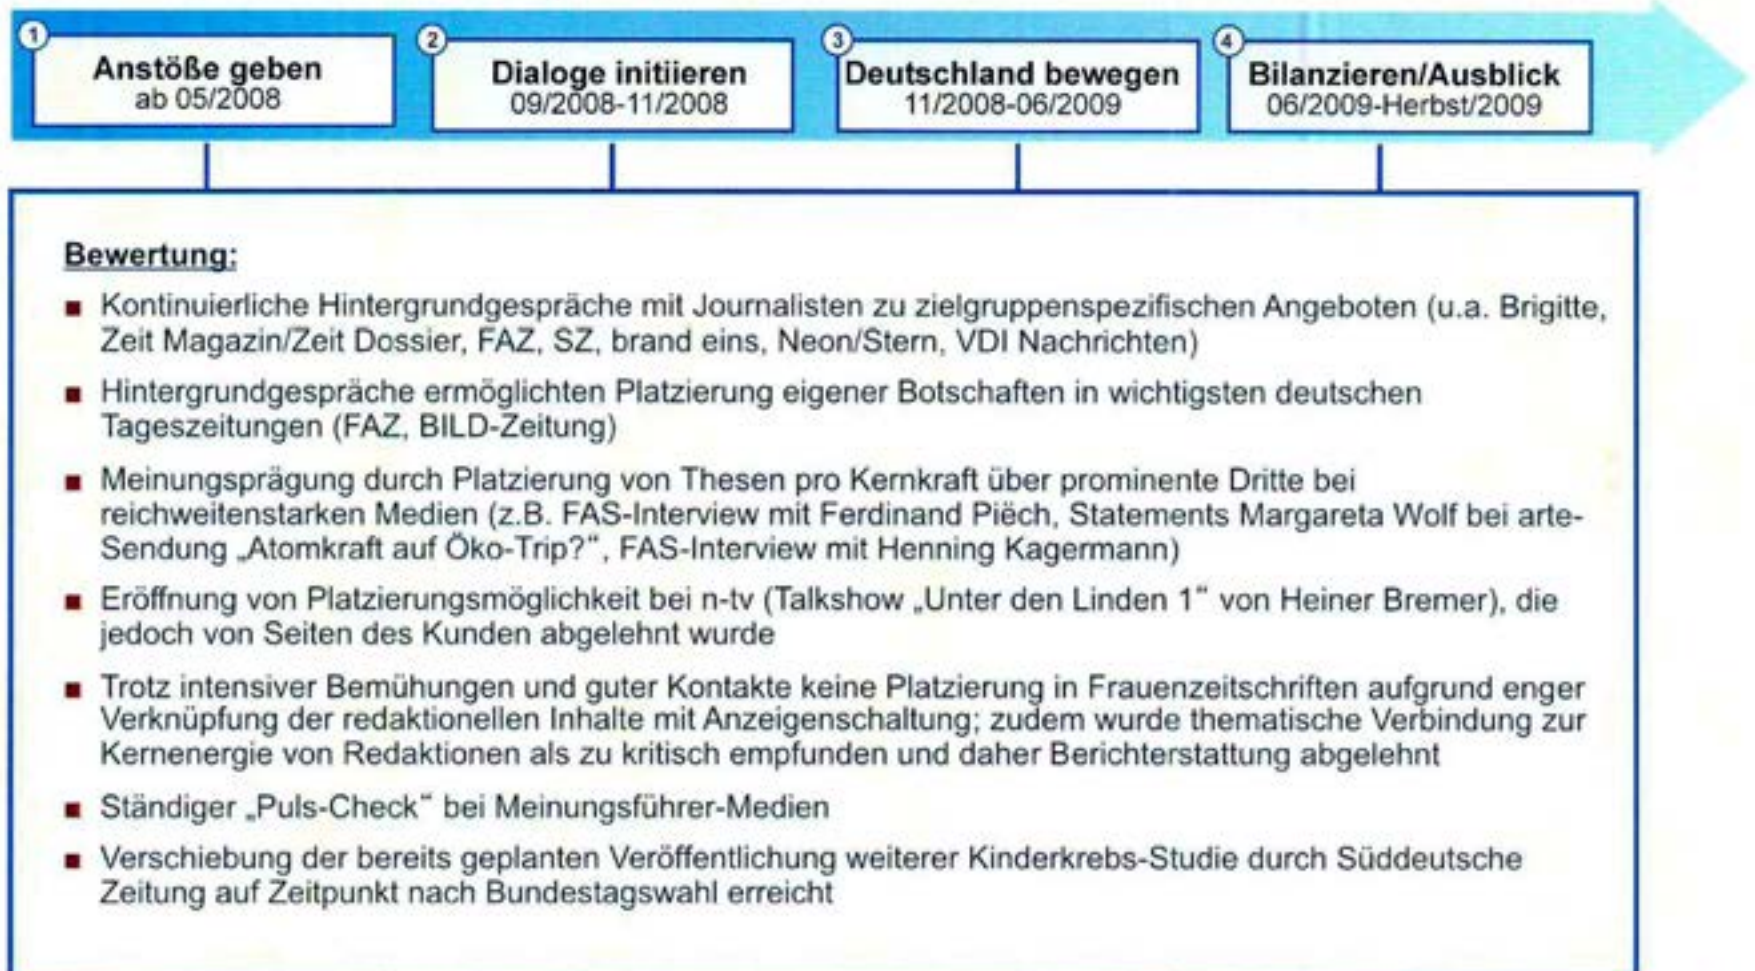 1
Anstöße geben
ab 05/2008
2
Dialoge initiieren
09/2008-11/2008
3
Deutschland bewegen
11/2008-06/2009
4
Bilanzieren/Ausblick
06/2009-Herbst/2009
Bewertung:
■ Kontinuierliche Hintergrundgespräche mit Journalisten zu zielgruppenspezifischen Angeboten (u.a. Brigitte,
Zeit Magazin/Zeit Dossier, FAZ, SZ, brand eins, Neon/Stern, VDI Nachrichten)
■ Hintergrundgespräche ermöglichten Platzierung eigener Botschaften in wichtigsten deutschen
Tageszeitungen (FAZ, BILD-Zeitung)
■ Meinungsprägung durch Platzierung von Thesen pro Kernkraft über prominente Dritte bei
reichweitenstarken Medien (z.B. FAS-Interview mit Ferdinand Piëch, Statements Margareta Wolf bei arte-
Sendung „Atomkraft auf Öko-Trip?“, FAS-Interview mit Henning Kagermann)
■ Eröffnung von Platzierungsmöglichkeit bei n-tv (Talkshow „Unter den Linden 1“ von Heiner Bremer), die
jedoch von Seiten des Kunden abgelehnt wurde
■ Trotz intensiver Bemühungen und guter Kontakte keine Platzierung in Frauenzeitschriften aufgrund enger
Verknüpfung der redaktionellen Inhalte mit Anzeigenschaltung; zudem wurde thematische Verbindung zur
Kernenergie von Redaktionen als zu kritisch empfunden und daher Berichterstattung abgelehnt
■ Ständiger „Puls-Check“ bei Meinungsführer-Medien
■ Verschiebung der bereits geplanten Veröffentlichung weiterer Kinderkrebs-Studie durch Süddeutsche
Zeitung auf Zeitpunkt nach Bundestagswahl erreicht